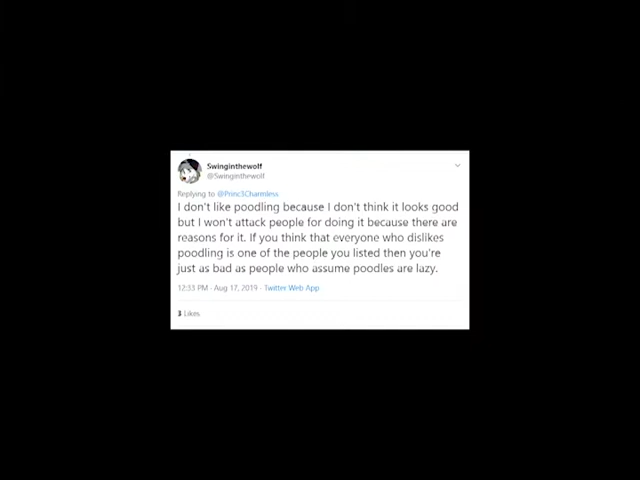 Swinginthewolf
@Swinginthewolf
Replying to @Princ3Charmless
I don't like poodling because I don't think it looks good
but I won't attack people for doing it because there are
reasons for it. If you think that everyone who dislikes
poodling is one of the people you listed then you're
just as bad as people who assume poodles are lazy.
12:33 PM · Aug 17, 2019 · Twitter Web App
3 Likes